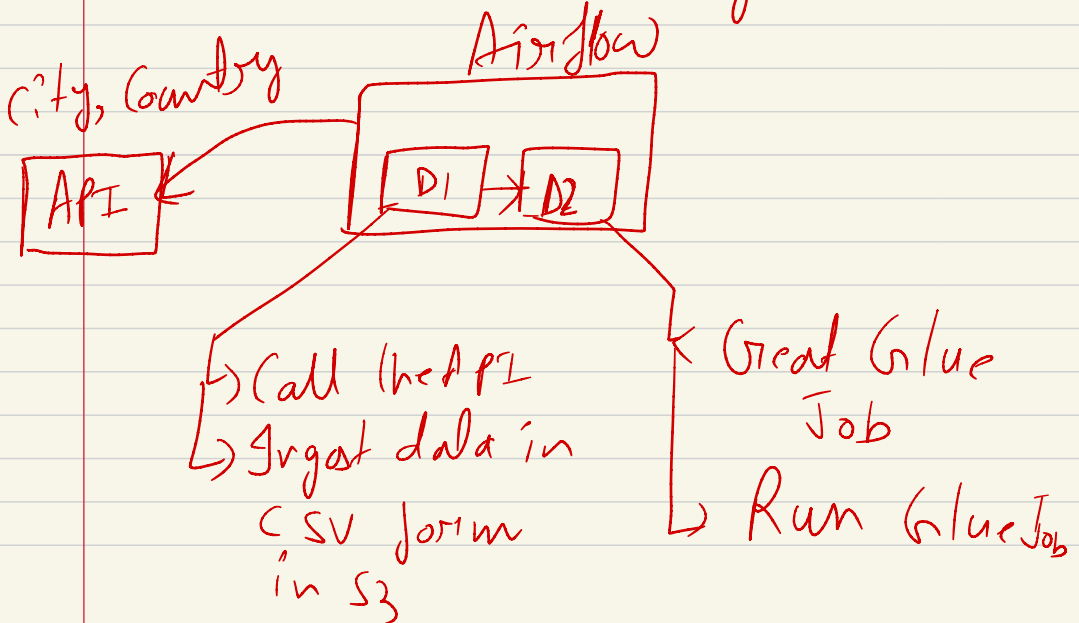 Airflow
City, Country
API
D1
D2
Call the API
Ingest data in
CSV form
in S3
Creat Glue
Job
Run Glue Job